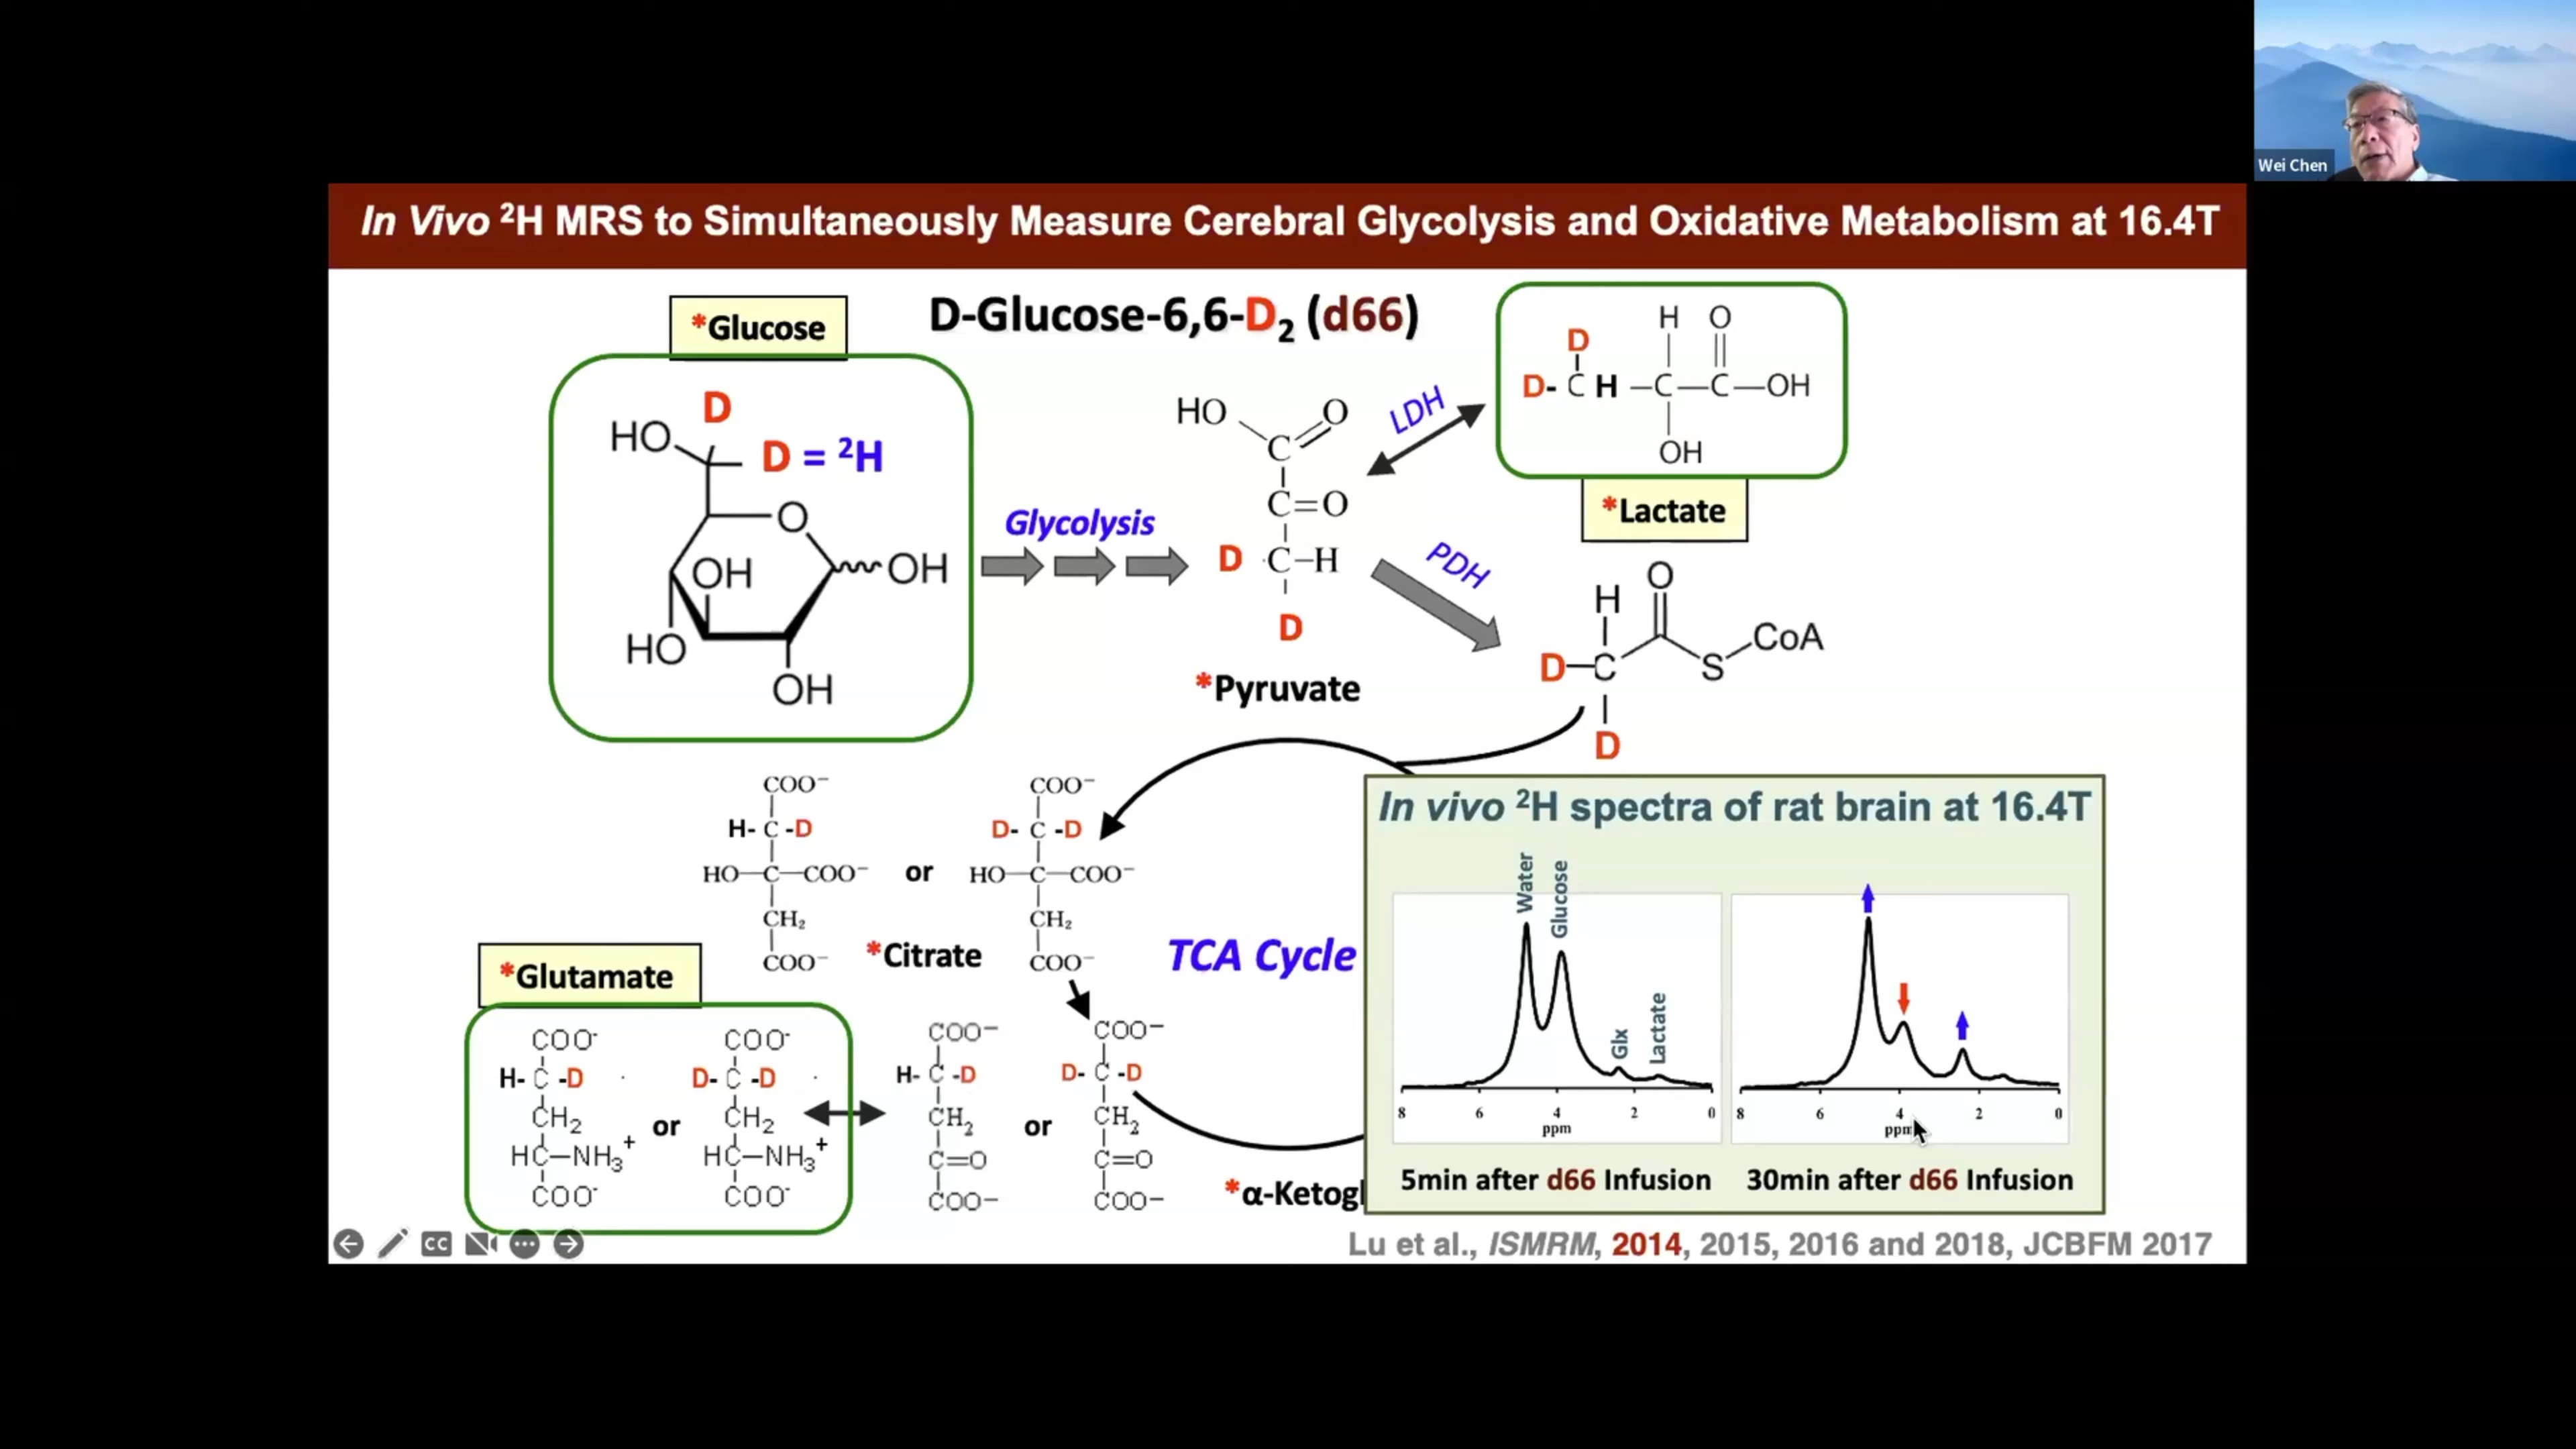 Wei Chen
In Vivo ²H MRS to Simultaneously Measure Cerebral Glycolysis and Oxidative Metabolism at 16.4T
*Glucose
D-Glucose-6,6-D₂ (d66)
D
HO
D = ²H
O
OH
OH
HO
OH
Glycolysis
HO
O
C
C=O
D C–H
D
*Pyruvate
LDH
H O
D
D- C H –C—C—OH
OH
*Lactate
PDH
O
H
CoA
D–C
S
D
COO⁻
H- C -D
HO—C—COO⁻
CH₂
COO⁻
or
COO⁻
D- C -D
HO—C—COO⁻
CH₂
COO⁻
*Citrate
TCA Cycle
*Glutamate
COO⁻
H- C -D
CH₂
HC—NH₃⁺
COO⁻
or
COO⁻
D- C -D
CH₂
HC—NH₃⁺
COO⁻
COO⁻
H- C -D
CH₂
C=O
COO⁻
or
COO⁻
D- C -D
CH₂
C=O
COO⁻
*α-Ketogl
In vivo ²H spectra of rat brain at 16.4T
Water
Glucose
Glx
Lactate
8 6 4 2 0
ppm
8 6 4 2 0
ppm
5min after d66 Infusion
30min after d66 Infusion
CC
Lu et al., ISMRM, 2014, 2015, 2016 and 2018, JCBFM 2017